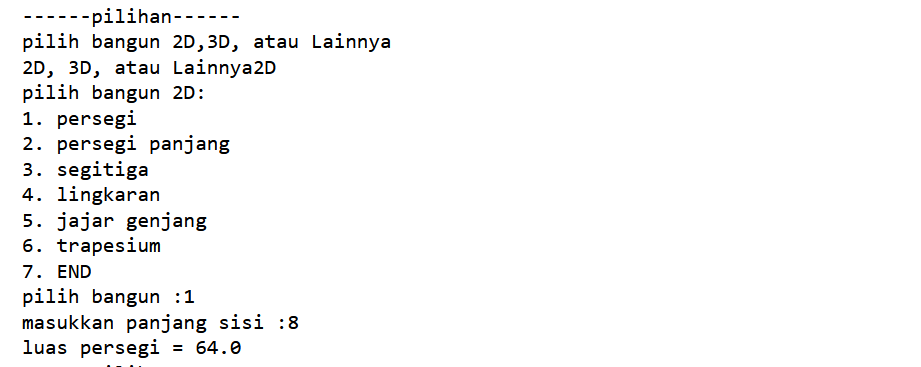 ------pilihan------
pilih bangun 2D,3D, atau Lainnya
2D, 3D, atau Lainnya2D
pilih bangun 2D:
1. persegi
2. persegi panjang
3. segitiga
4. lingkaran
5. jajar genjang
6. trapesium
7. END
pilih bangun :1
masukkan panjang sisi :8
luas persegi = 64.0